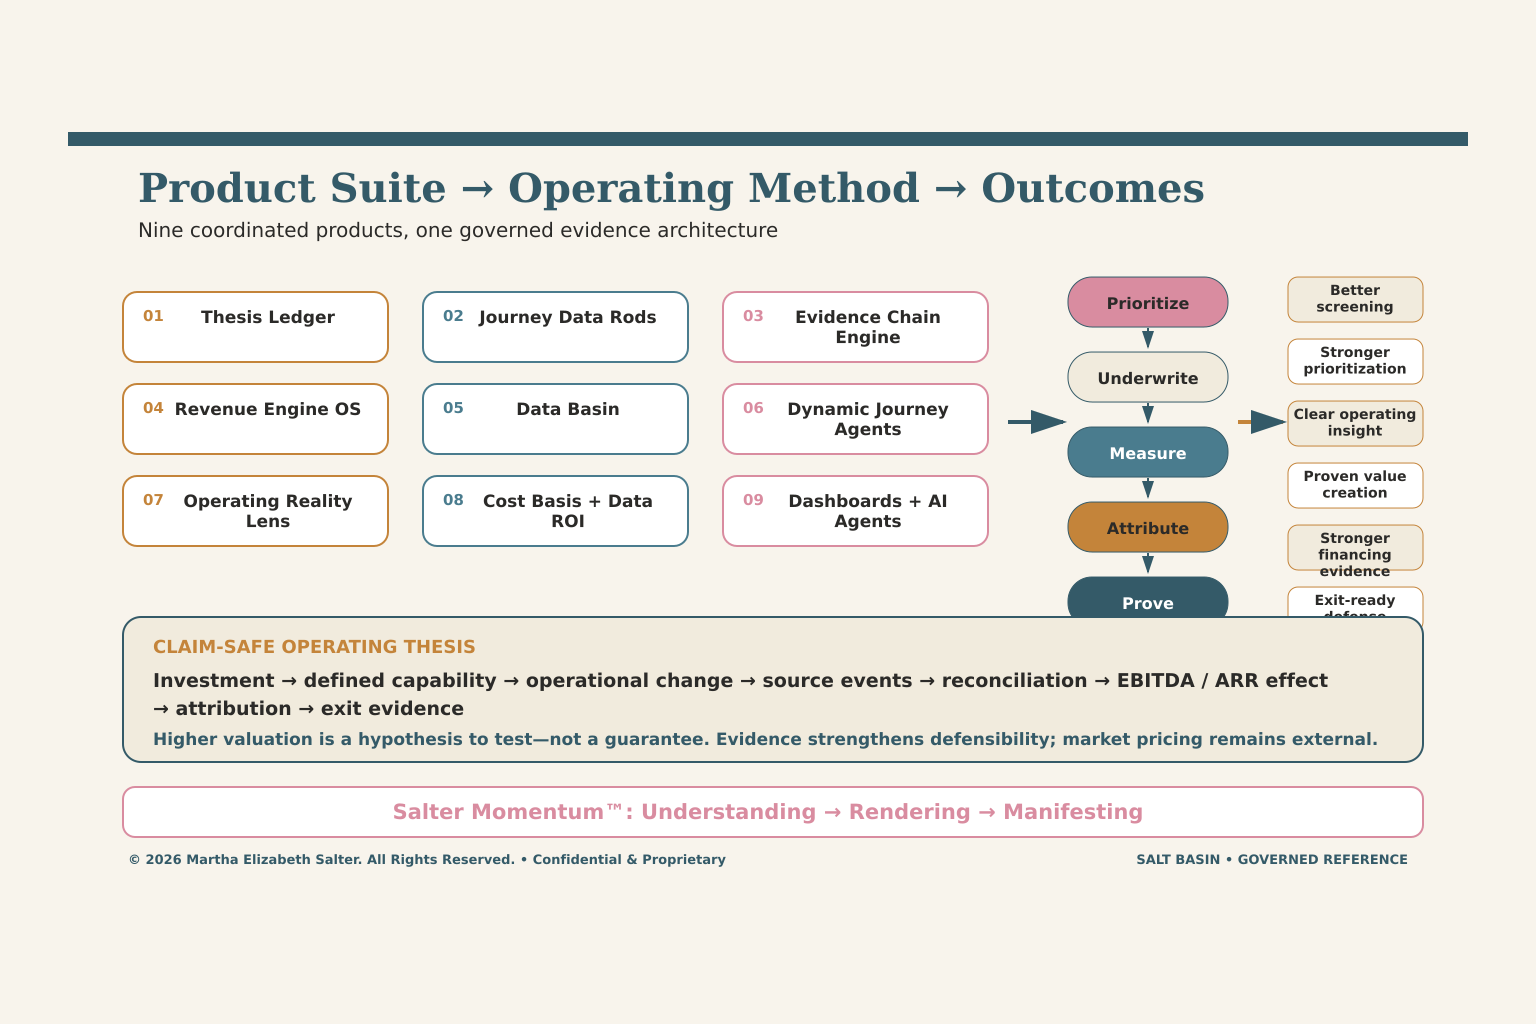 Product Suite → Operating Method → Outcomes
Nine coordinated products, one governed evidence architecture
01 Thesis Ledger
02 Journey Data Rods
03 Evidence Chain
Engine
04 Revenue Engine OS
05 Data Basin
06 Dynamic Journey
Agents
07 Operating Reality
Lens
08 Cost Basis + Data
ROI
09 Dashboards + AI
Agents
Prioritize
Underwrite
Measure
Attribute
Prove
Better
screening
Stronger
prioritization
Clear operating
insight
Proven value
creation
Stronger
financing
evidence
Exit-ready
defense
CLAIM-SAFE OPERATING THESIS
Investment → defined capability → operational change → source events → reconciliation → EBITDA / ARR effect
→ attribution → exit evidence
Higher valuation is a hypothesis to test—not a guarantee. Evidence strengthens defensibility; market pricing remains external.
Salter Momentum™: Understanding → Rendering → Manifesting
© 2026 Martha Elizabeth Salter. All Rights Reserved. • Confidential & Proprietary
SALT BASIN • GOVERNED REFERENCE